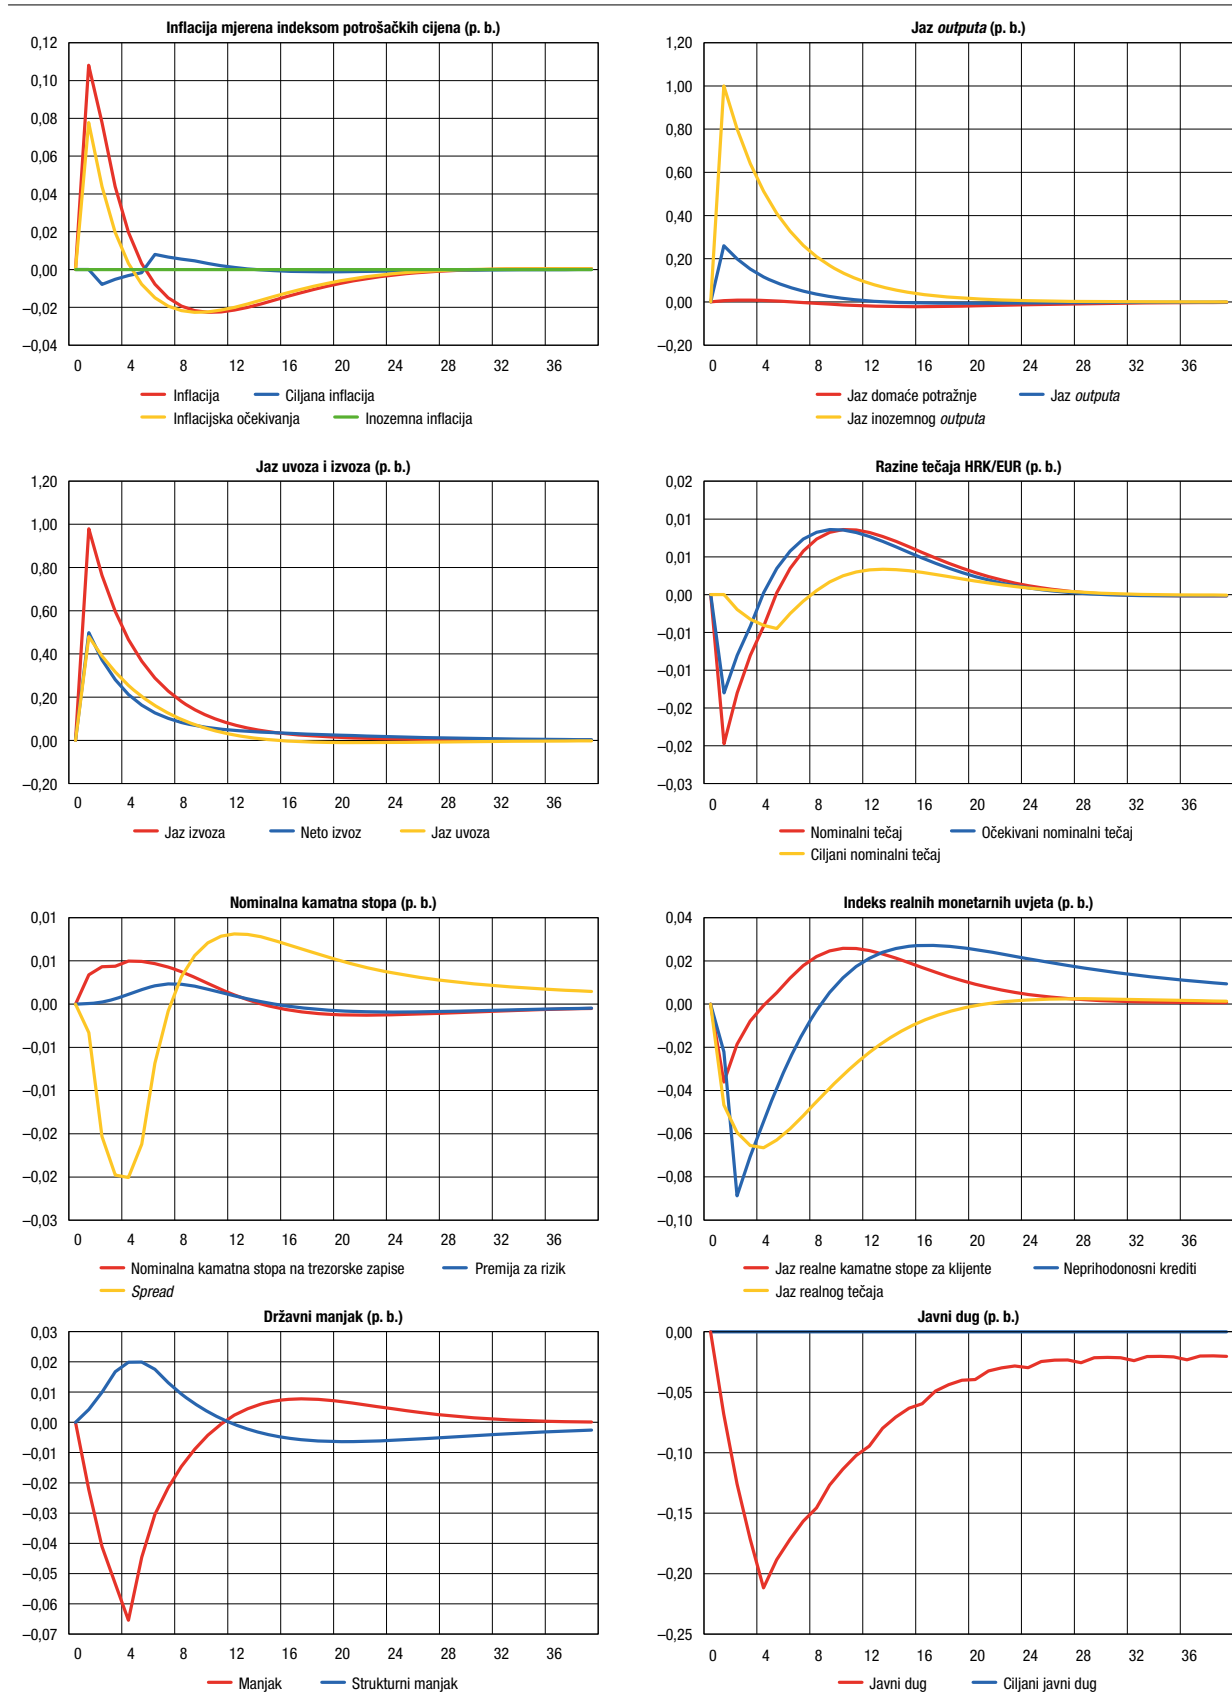 Inflacija mjerena indeksom potrošačkih cijena (p. b.)
0,12
0,10
0,08
0,06
0,04
0,02
0,00
–0,02
–0,04
0 4 8 12 16 20 24 28 32 36
Inflacija Ciljana inflacija
Inflacijska očekivanja Inozemna inflacija
Jaz outputa (p. b.)
1,20
1,00
0,80
0,60
0,40
0,20
0,00
–0,20
0 4 8 12 16 20 24 28 32 36
Jaz domaće potražnje Jaz outputa
Jaz inozemnog outputa
Jaz uvoza i izvoza (p. b.)
1,20
1,00
0,80
0,60
0,40
0,20
0,00
–0,20
0 4 8 12 16 20 24 28 32 36
Jaz izvoza Neto izvoz Jaz uvoza
Razine tečaja HRK/EUR (p. b.)
0,02
0,01
0,01
0,00
–0,01
–0,01
–0,02
–0,02
–0,03
0 4 8 12 16 20 24 28 32 36
Nominalni tečaj Očekivani nominalni tečaj
Ciljani nominalni tečaj
Nominalna kamatna stopa (p. b.)
0,01
0,01
0,00
–0,01
–0,01
–0,02
–0,02
–0,03
0 4 8 12 16 20 24 28 32 36
Nominalna kamatna stopa na trezorske zapise Premija za rizik
Spread
Indeks realnih monetarnih uvjeta (p. b.)
0,04
0,02
0,00
–0,02
–0,04
–0,06
–0,08
–0,10
0 4 8 12 16 20 24 28 32 36
Jaz realne kamatne stope za klijente Neprihodonosni krediti
Jaz realnog tečaja
Državni manjak (p. b.)
0,03
0,02
0,01
0,00
–0,01
–0,02
–0,03
–0,04
–0,05
–0,06
–0,07
0 4 8 12 16 20 24 28 32 36
Manjak Strukturni manjak
Javni dug (p. b.)
0,00
–0,05
–0,10
–0,15
–0,20
–0,25
0 4 8 12 16 20 24 28 32 36
Javni dug Ciljani javni dug